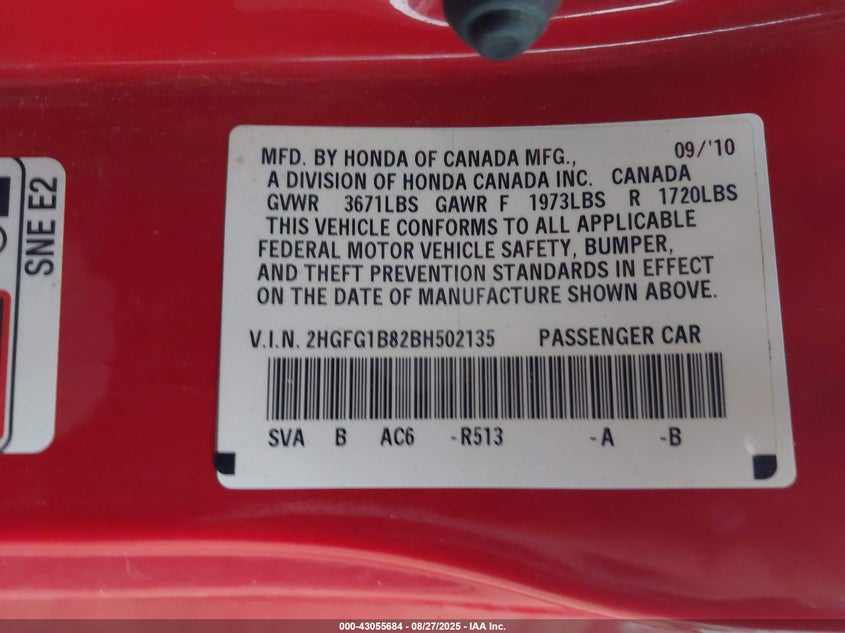 SNE E2
09/'10
MFD. BY HONDA OF CANADA MFG.,
A DIVISION OF HONDA CANADA INC. CANADA
GVWR 3671LBS GAWR F 1973LBS R 1720LBS
THIS VEHICLE CONFORMS TO ALL APPLICABLE
FEDERAL MOTOR VEHICLE SAFETY, BUMPER,
AND THEFT PREVENTION STANDARDS IN EFFECT
ON THE DATE OF MANUFACTURE SHOWN ABOVE.
V.I.N. 2HGFG1B82BH502135 PASSENGER CAR
SVA B AC6 -R513 -A -B
000-43055684 - 08/27/2025 - IAA Inc.